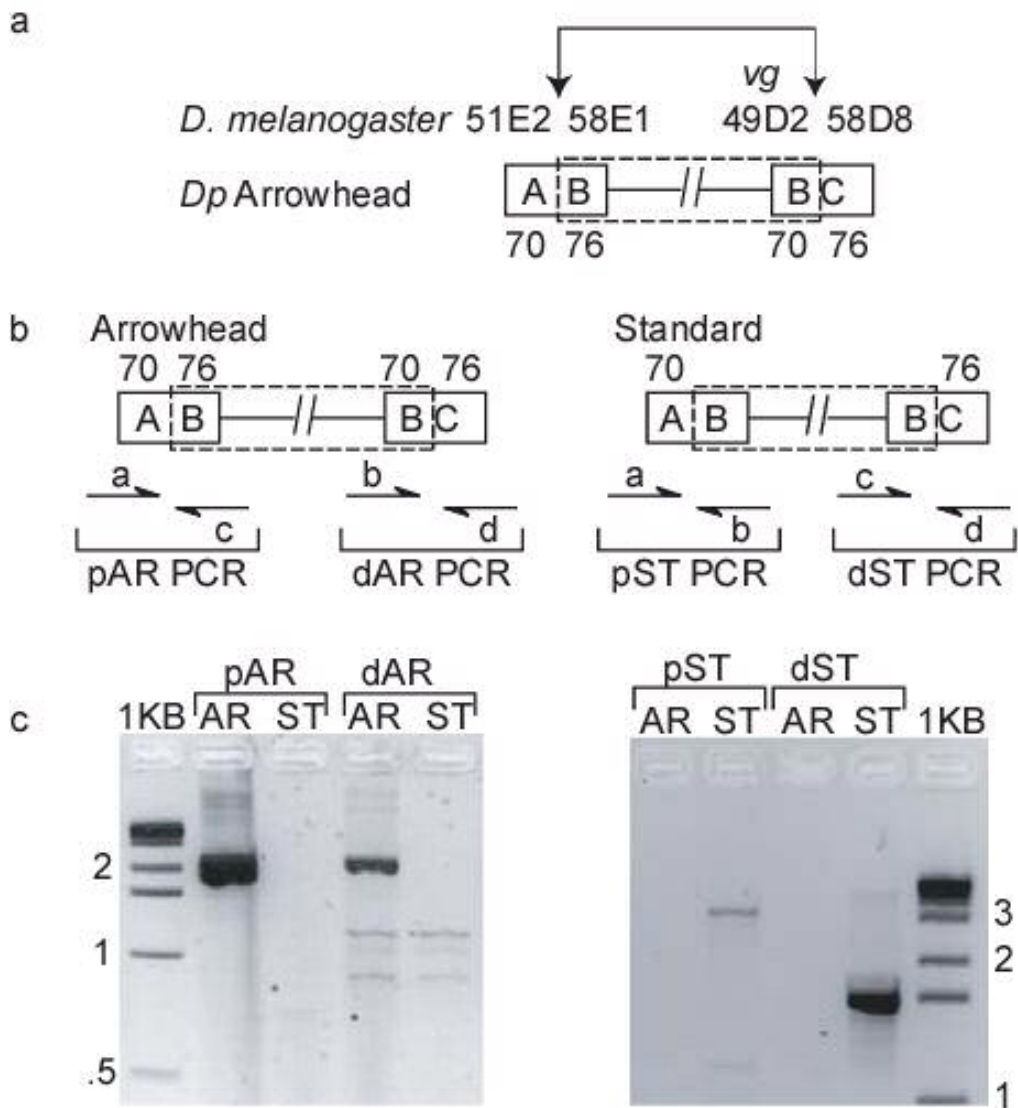 a
vg
D. melanogaster 51E2 58E1 49D2 58D8
Dp Arrowhead A B // B C
70 76 70 76
b Arrowhead Standard
70 76 70 76 70 76
A B // B C A B // B C
a b a c
c d b d
pAR PCR dAR PCR pST PCR dST PCR
pAR dAR pST dST
c 1KB AR ST AR ST AR ST AR ST 1KB
2
1
.5
3
2
1